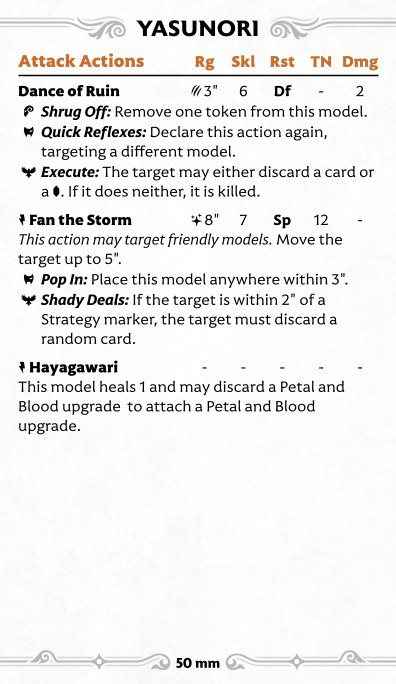 YASUNORI
Attack Actions Rg Skl Rst TN Dmg
Dance of Ruin 3" 6 Df - 2
Shrug Off: Remove one token from this model.
Quick Reflexes: Declare this action again,
targeting a different model.
Execute: The target may either discard a card or
a . If it does neither, it is killed.
Fan the Storm 8" 7 Sp 12 -
This action may target friendly models. Move the
target up to 5".
Pop In: Place this model anywhere within 3".
Shady Deals: If the target is within 2" of a
Strategy marker, the target must discard a
random card.
Hayagawari - - - - -
This model heals 1 and may discard a Petal and
Blood upgrade to attach a Petal and Blood
upgrade.
50 mm